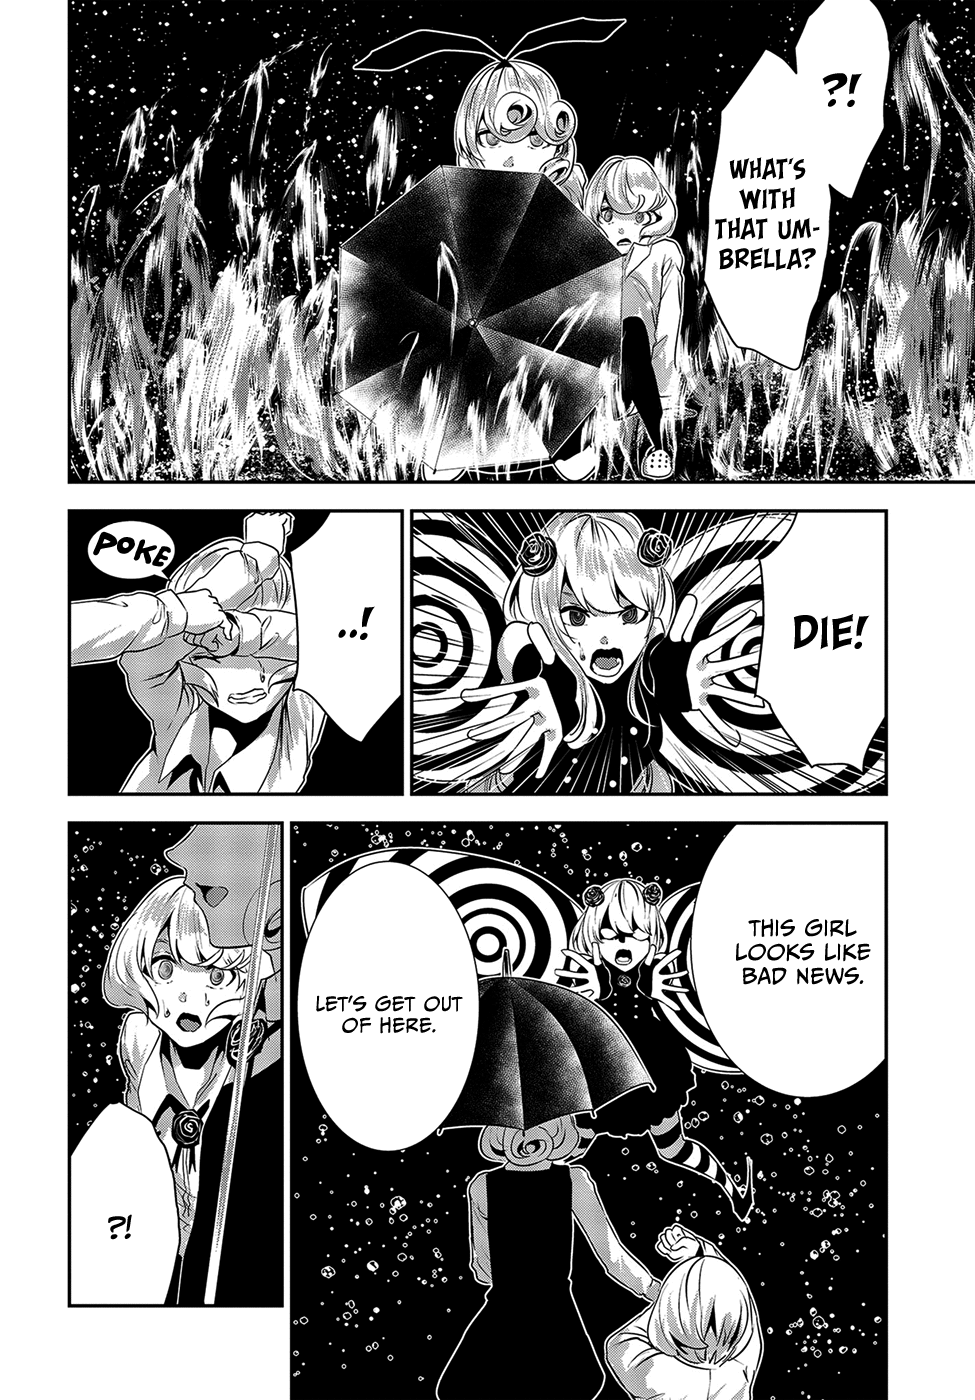 ?!
WHAT'S
WITH
THAT UM-
BRELLA?
DIE!
..!
POKE
THIS GIRL
LOOKS LIKE
BAD NEWS.
LET'S GET OUT
OF HERE.
?!